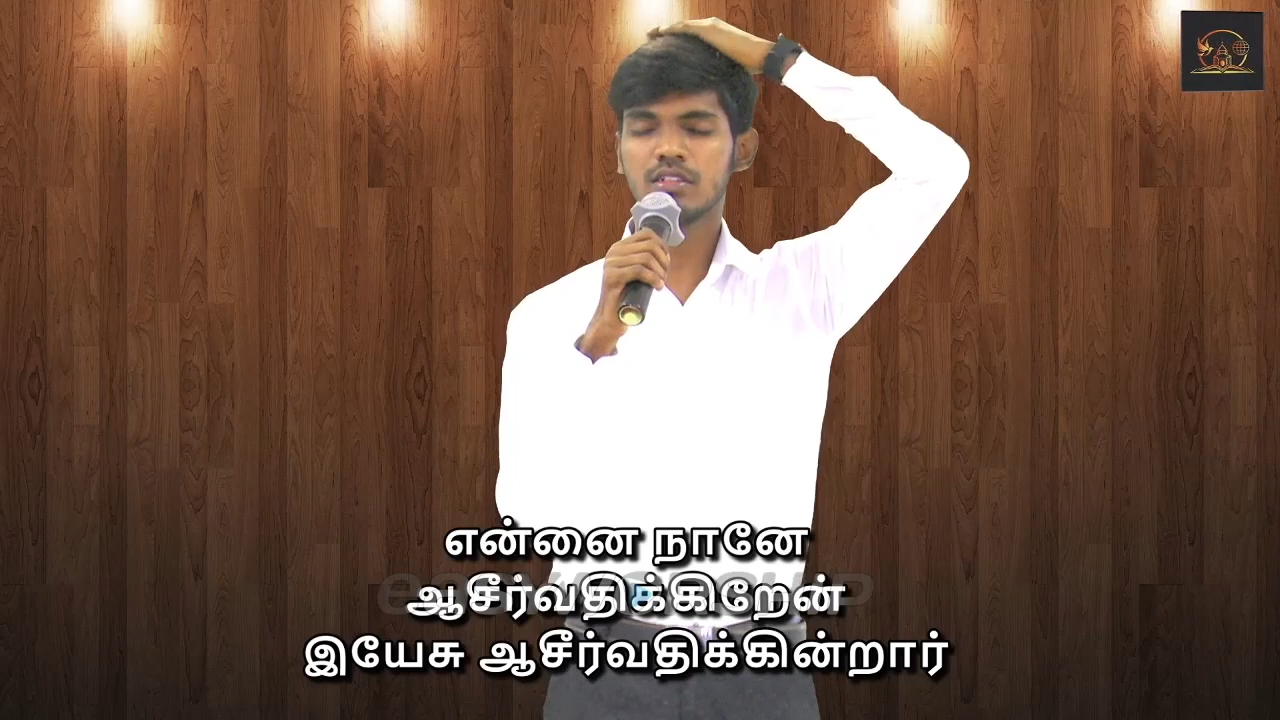 என்னை நானே
ஆசீர்வதிக்கிறேன்
இயேசு ஆசீர்வதிக்கின்றார்